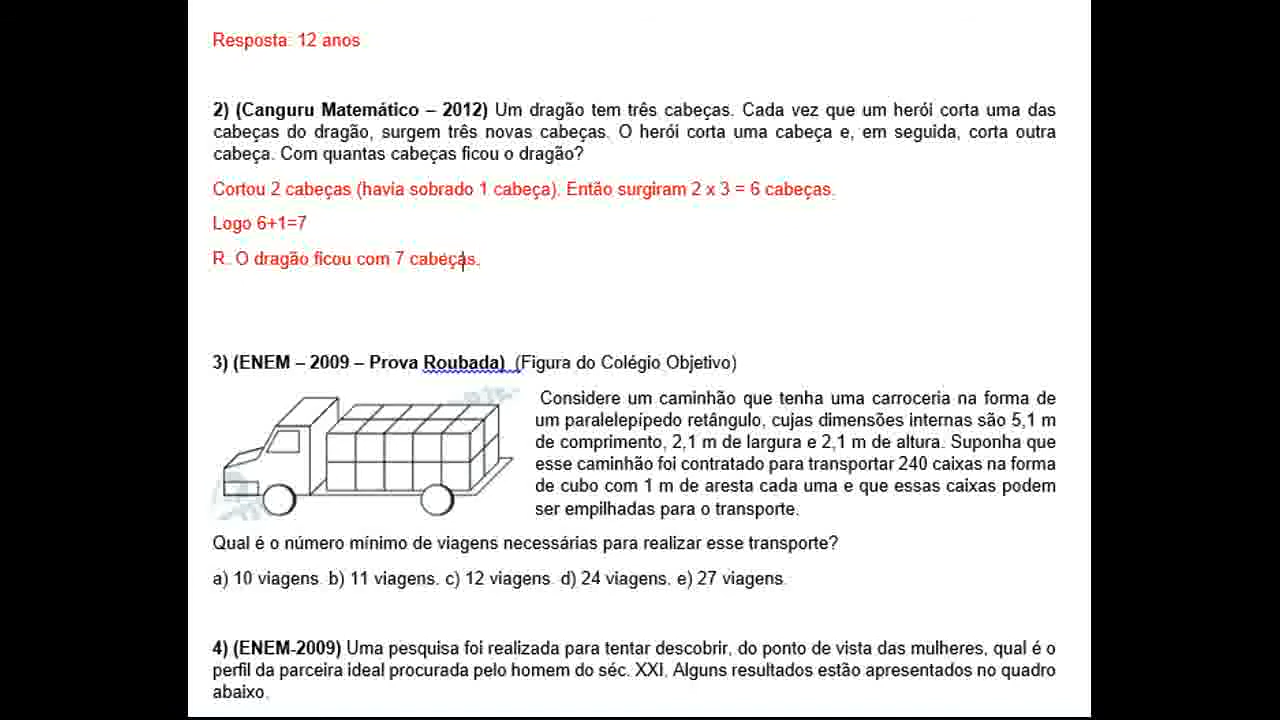 Resposta: 12 anos
2) (Canguru Matemático – 2012) Um dragão tem três cabeças. Cada vez que um herói corta uma das
cabeças do dragão, surgem três novas cabeças. O herói corta uma cabeça e, em seguida, corta outra
cabeça. Com quantas cabeças ficou o dragão?
Cortou 2 cabeças (havia sobrado 1 cabeça). Então surgiram 2 x 3 = 6 cabeças.
Logo 6+1=7
R. O dragão ficou com 7 cabeças.
3) (ENEM – 2009 – Prova Roubada) (Figura do Colégio Objetivo)
Considere um caminhão que tenha uma carroceria na forma de
um paralelepípedo retângulo, cujas dimensões internas são 5,1 m
de comprimento, 2,1 m de largura e 2,1 m de altura. Suponha que
esse caminhão foi contratado para transportar 240 caixas na forma
de cubo com 1 m de aresta cada uma e que essas caixas podem
ser empilhadas para o transporte.
Qual é o número mínimo de viagens necessárias para realizar esse transporte?
a) 10 viagens. b) 11 viagens. c) 12 viagens. d) 24 viagens. e) 27 viagens.
4) (ENEM-2009) Uma pesquisa foi realizada para tentar descobrir, do ponto de vista das mulheres, qual é o
perfil da parceira ideal procurada pelo homem do séc. XXI. Alguns resultados estão apresentados no quadro
abaixo.